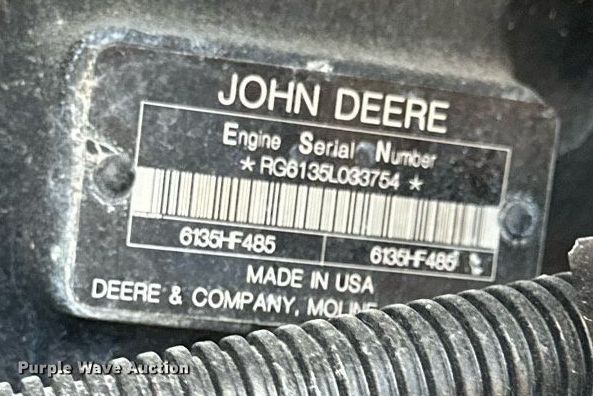 JOHN DEERE
Engine Serial Number
* RG6135L033754 *
6135HF485 6135HF485
MADE IN USA
DEERE & COMPANY, MOLINE
Purple Wave Auction